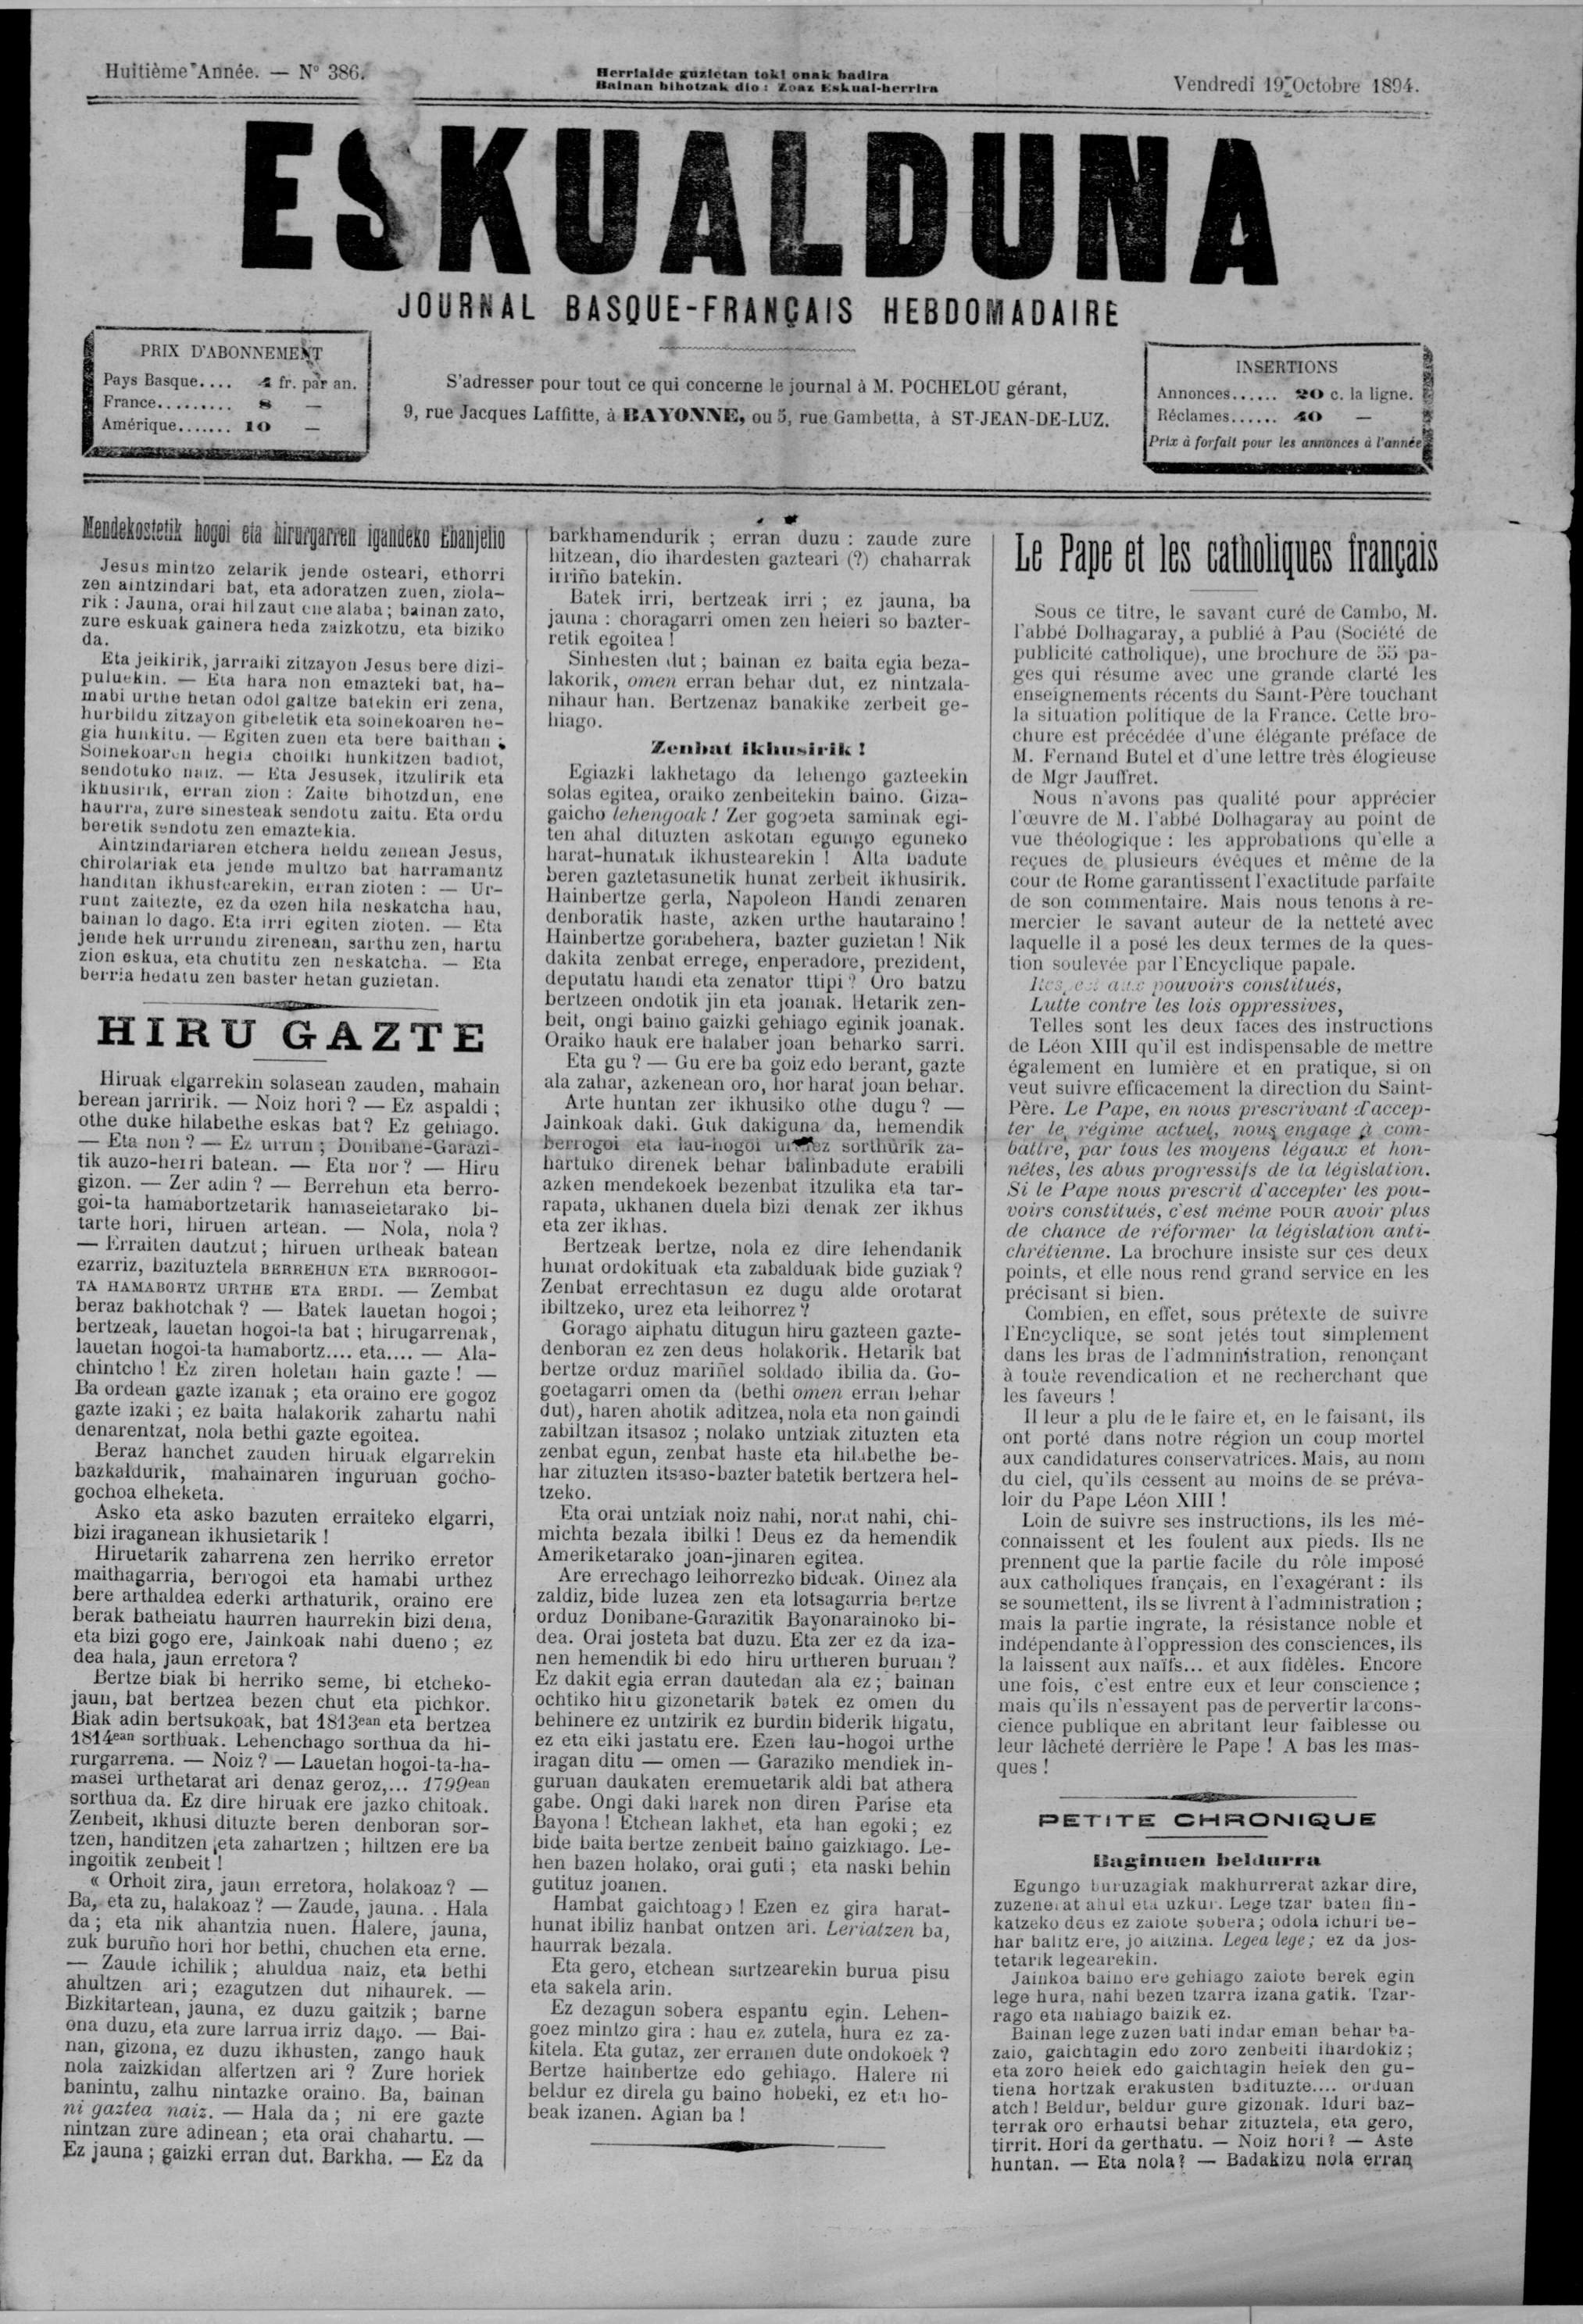 Huitième Année. — N° 386.
Herrialde guzietan toki onak badira
Bainan bihotzak dio : Zoaz Eskual-herrira
Vendredi 19 Octobre 1894.
ESKUALDUNA
JOURNAL BASQUE-FRANÇAIS HEBDOMADAIRE
PRIX D'ABONNEMENT
Pays Basque.... 4 fr. par an.
France......... 8 —
Amérique....... 10 —
S'adresser pour tout ce qui concerne le journal à M. POCHELOU gérant,
9, rue Jacques Laffitte, à BAYONNE, ou 5, rue Gambetta, à ST-JEAN-DE-LUZ.
INSERTIONS
Annonces...... 20 c. la ligne.
Réclames...... 40 —
Prix à forfait pour les annonces à l'année
Mendekostetik hogoi eta hirurgarren igandeko Ebanjelio
Jesus mintzo zelarik jende osteari, ethorri
zen aintzindari bat, eta adoratzen zuen, ziola-
rik : Jauna, orai hil zaut ene alaba ; bainan zato,
zure eskuak gainera heda zaizkotzu, eta biziko
da.
Eta jeikirik, jarraiki zitzayon Jesus bere dizi-
puluekin. — Eta hara non emazteki bat, ha-
mabi urthe hetan odol galtze batekin eri zena,
hurbildu zitzayon gibeletik eta soinekoaren he-
gia hunkitu. — Egiten zuen eta bere baithan :
Soinekoaren hegia choilki hunkitzen badiot,
sendotuko naiz. — Eta Jesusek, itzulirik eta
ikhusirik, erran zion : Zaite bihotzdun, ene
haurra, zure sinesteak sendotu zaitu. Eta ordu
beretik sendotu zen emaztekia.
Aintzindariaren etchera heldu zenean Jesus,
chirolariak eta jende multzo bat harramantz
handitan ikhustearekin, erran zioten : — Ur-
runt zaitezte, ez da ezen hila neskatcha hau,
bainan lo dago. Eta irri egiten zioten. — Eta
jende hek urrundu zirenean, sarthu zen, hartu
zion eskua, eta chutitu zen neskatcha. — Eta
berria hedatu zen baster hetan guzietan.
HIRU GAZTE
Hiruak elgarrekin solasean zauden, mahain
berean jarririk. — Noiz hori ? — Ez aspaldi ;
othe duke hilabethe eskas bat ? Ez gehiago.
— Eta non ? — Ez urrun ; Donibane-Garazi-
tik auzo-herri batean. — Eta nor ? — Hiru
gizon. — Zer adin ? — Berrehun eta berro-
goi-ta hamabortzetarik hamaseietarako bi-
tarte hori, hiruen artean. — Nola, nola ?
— Erraiten dautzut ; hiruen urtheak batean
ezarriz, bazituztela BERREHUN ETA BERROGOI-
TA HAMABORTZ URTHE ETA ERDI. — Zembat
beraz bakhotchak ? — Batek lauetan hogoi ;
bertzeak, lauetan hogoi-ta bat ; hirugarrenak,
lauetan hogoi-ta hamabortz.... eta.... — Ala-
chintcho ! Ez ziren holetan hain gazte ! —
Ba ordean gazte izanak ; eta oraino ere gogoz
gazte izaki ; ez baita halakorik zahartu nahi
denarentzat, nola bethi gazte egoitea.
Beraz hanchet zauden hiruak elgarrekin
bazkaldurik, mahainaren inguruan gocho-
gochoa elheketa.
Asko eta asko bazuten erraiteko elgarri,
bizi iraganean ikhusietarik !
Hiruetarik zaharrena zen herriko erretor
maithagarria, berrogoi eta hamabi urthez
bere arthaldea ederki arthaturik, oraino ere
berak batheiatu haurren haurrekin bizi dena,
eta bizi gogo ere, Jainkoak nahi dueno ; ez
dea hala, jaun erretora ?
Bertze biak bi herriko seme, bi etcheko-
jaun, bat bertzea bezen chut eta pichkor.
Biak adin bertsukoak, bat 1813ean eta bertzea
1814ean sorthuak. Lehenchago sorthua da hi-
rurgarrena. — Noiz ? — Lauetan hogoi-ta-ha-
masei urthetarat ari denaz geroz,... 1799ean
sorthua da. Ez dire hiruak ere jazko chitoak.
Zenbeit, ikhusi dituzte beren denboran sor-
tzen, handitzen eta zahartzen ; hiltzen ere ba
ingoitik zenbeit !
« Orhoit zira, jaun erretora, holakoaz ? —
Ba, eta zu, halakoaz ? — Zaude, jauna. . Hala
da ; eta nik ahantzia nuen. Halere, jauna,
zuk buruño hori hor bethi, chuchen eta erne.
— Zaude ichilik ; ahuldua naiz, eta bethi
ahultzen ari ; ezagutzen dut nihaurek. —
Bizkitartean, jauna, ez duzu gaitzik ; barne
ona duzu, eta zure larrua irriz dago. — Bai-
nan, gizona, ez duzu ikhusten, zango hauk
nola zaizkidan alfertzen ari ? Zure horiek
banintu, zalhu nintazke oraino. Ba, bainan
ni gaztea naiz. — Hala da ; ni ere gazte
nintzan zure adinean ; eta orai chahartu. —
Ez jauna ; gaizki erran dut. Barkha. — Ez da
barkhamendurik ; erran duzu : zaude zure
hitzean, dio ihardesten gazteari (?) chaharrak
irriño batekin.
Batek irri, bertzeak irri ; ez jauna, ba
jauna : choragarri omen zen heieri so bazter-
retik egoitea !
Sinhesten dut ; bainan ez baita egia beza-
lakorik, omen erran behar dut, ez nintzala-
nihaur han. Bertzenaz banakike zerbeit ge-
hiago.
Zenbat ikhusirik !
Egiazki lakhetago da lehengo gazteekin
solas egitea, oraiko zenbeitekin baino. Giza-
gaicho lehengoak ! Zer gogoeta saminak egi-
ten ahal dituzten askotan egungo eguneko
harat-hunatak ikhustearekin ! Alta badute
beren gaztetasunetik hunat zerbeit ikhusirik.
Hainbertze gerla, Napoleon Handi zenaren
denboratik haste, azken urthe hautaraino !
Hainbertze gorabehera, bazter guzietan ! Nik
dakita zenbat errege, enperadore, prezident,
deputatu handi eta zenator ttipi ? Oro batzu
bertzeen ondotik jin eta joanak. Hetarik zen-
beit, ongi baino gaizki gehiago eginik joanak.
Oraiko hauk ere halaber joan beharko sarri.
Eta gu ? — Gu ere ba goiz edo berant, gazte
ala zahar, azkenean oro, hor harat joan behar.
Arte huntan zer ikhusiko othe dugu ? —
Jainkoak daki. Guk dakiguna da, hemendik
berrogoi eta lau-hogoi urthez sorthurik za-
hartuko direnek behar balinbadute erabili
azken mendekoek bezenbat itzulika eta tar-
rapata, ukhanen duela bizi denak zer ikhus
eta zer ikhas.
Bertzeak bertze, nola ez dire lehendanik
hunat ordokituak eta zabalduak bide guziak ?
Zenbat errechtasun ez dugu alde orotarat
ibiltzeko, urez eta leihorrez ?
Gorago aiphatu ditugun hiru gazteen gazte-
denboran ez zen deus holakorik. Hetarik bat
bertze orduz mariñel soldado ibilia da. Go-
goetagarri omen da (bethi omen erran behar
dut), haren ahotik aditzea, nola eta non gaindi
zabiltzan itsasoz ; nolako untziak zituzten eta
zenbat egun, zenbat haste eta hilabethe be-
har zituzten itsaso-bazter batetik bertzera hel-
tzeko.
Eta orai untziak noiz nahi, norat nahi, chi-
michta bezala ibilki ! Deus ez da hemendik
Ameriketarako joan-jinaren egitea.
Are errechago leihorrezko bideak. Oinez ala
zaldiz, bide luzea zen eta lotsagarria bertze
orduz Donibane-Garazitik Bayonarainoko bi-
dea. Orai josteta bat duzu. Eta zer ez da iza-
nen hemendik bi edo hiru urtheren buruan ?
Ez dakit egia erran dautedan ala ez ; bainan
ochtiko hiru gizonetarik batek ez omen du
behinere ez untzirik ez burdin biderik higatu,
ez eta eiki jastatu ere. Ezen lau-hogoi urthe
iragan ditu — omen — Garaziko mendiek in-
guruan daukaten eremuetarik aldi bat athera
gabe. Ongi daki harek non diren Parise eta
Bayona ! Etchean lakhet, eta han egoki ; ez
bide baita bertze zenbeit baino gaizkiago. Le-
hen bazen holako, orai guti ; eta naski behin
gutituz joanen.
Hambat gaichtoago ! Ezen ez gira harat-
hunat ibiliz hanbat ontzen ari. Leriatzen ba,
haurrak bezala.
Eta gero, etchean sartzearekin burua pisu
eta sakela arin.
Ez dezagun sobera espantu egin. Lehen-
goez mintzo gira : hau ez zutela, hura ez za-
kitela. Eta gutaz, zer erranen dute ondokoek ?
Bertze hainbertze edo gehiago. Halere ni
beldur ez direla gu baino hobeki, ez eta ho-
beak izanen. Agian ba !
Le Pape et les catholiques français
Sous ce titre, le savant curé de Cambo, M.
l'abbé Dolhagaray, a publié à Pau (Société de
publicité catholique), une brochure de 55 pa-
ges qui résume avec une grande clarté les
enseignements récents du Saint-Père touchant
la situation politique de la France. Cette bro-
chure est précédée d'une élégante préface de
M. Fernand Butel et d'une lettre très élogieuse
de Mgr Jauffret.
Nous n'avons pas qualité pour apprécier
l'œuvre de M. l'abbé Dolhagaray au point de
vue théologique : les approbations qu'elle a
reçues de plusieurs évêques et même de la
cour de Rome garantissent l'exactitude parfaite
de son commentaire. Mais nous tenons à re-
mercier le savant auteur de la netteté avec
laquelle il a posé les deux termes de la ques-
tion soulevée par l'Encyclique papale.
Respect aux pouvoirs constitués,
Lutte contre les lois oppressives,
Telles sont les deux faces des instructions
de Léon XIII qu'il est indispensable de mettre
également en lumière et en pratique, si on
veut suivre efficacement la direction du Saint-
Père. Le Pape, en nous prescrivant d'accep-
ter le régime actuel, nous engage à com-
battre, par tous les moyens légaux et hon-
nêtes, les abus progressifs de la législation.
Si le Pape nous prescrit d'accepter les pou-
voirs constitués, c'est même POUR avoir plus
de chance de réformer la législation anti-
chrétienne. La brochure insiste sur ces deux
points, et elle nous rend grand service en les
précisant si bien.
Combien, en effet, sous prétexte de suivre
l'Encyclique, se sont jetés tout simplement
dans les bras de l'admninistration, renonçant
à toute revendication et ne recherchant que
les faveurs !
Il leur a plu de le faire et, en le faisant, ils
ont porté dans notre région un coup mortel
aux candidatures conservatrices. Mais, au nom
du ciel, qu'ils cessent au moins de se préva-
loir du Pape Léon XIII !
Loin de suivre ses instructions, ils les mé-
connaissent et les foulent aux pieds. Ils ne
prennent que la partie facile du rôle imposé
aux catholiques français, en l'exagérant : ils
se soumettent, ils se livrent à l'administration ;
mais la partie ingrate, la résistance noble et
indépendante à l'oppression des consciences, ils
la laissent aux naïfs... et aux fidèles. Encore
une fois, c'est entre eux et leur conscience ;
mais qu'ils n'essayent pas de pervertir la cons-
cience publique en abritant leur faiblesse ou
leur lâcheté derrière le Pape ! A bas les mas-
ques !
PETITE CHRONIQUE
Baginuen beldurra
Egungo buruzagiak makhurrerat azkar dire,
zuzenerat ahul eta uzkur. Lege tzar baten fin-
katzeko deus ez zaiote sobera ; odola ichuri be-
har balitz ere, jo aitzina. Legea lege ; ez da jos-
tetarik legearekin.
Jainkoa baino ere gehiago zaiote berek egin
lege hura, nahi bezen tzarra izana gatik. Tzar-
rago eta nahiago baizik ez.
Bainan lege zuzen bati indar eman behar ba-
zaio, gaichtagin edo zoro zenbeiti ihardokiz ;
eta zoro heiek edo gaichtagin heiek den gu-
tiena hortzak erakusten badituzte.... orduan
atch ! Beldur, beldur gure gizonak. Iduri baz-
terrak oro erhautsi behar zituztela, eta gero,
tirrit. Hori da gerthatu. — Noiz hori ? — Aste
huntan. — Eta nola ? — Badakizu nola erran